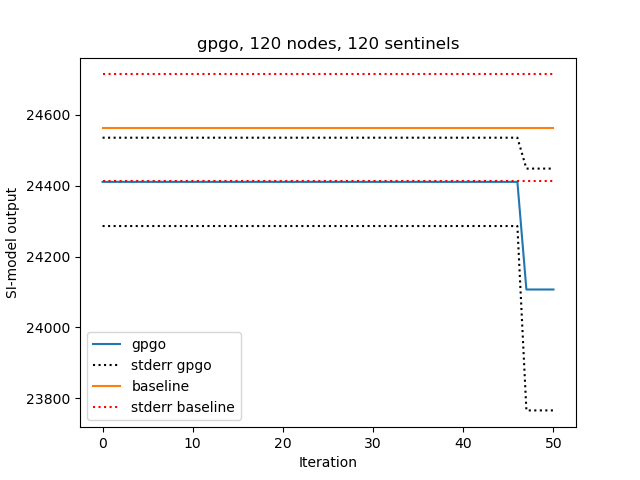 gpgo, 120 nodes, 120 sentinels
24600
24400
24200
24000
23800
SI-model output
gpgo
stderr gpgo
baseline
stderr baseline
0 10 20 30 40 50
Iteration